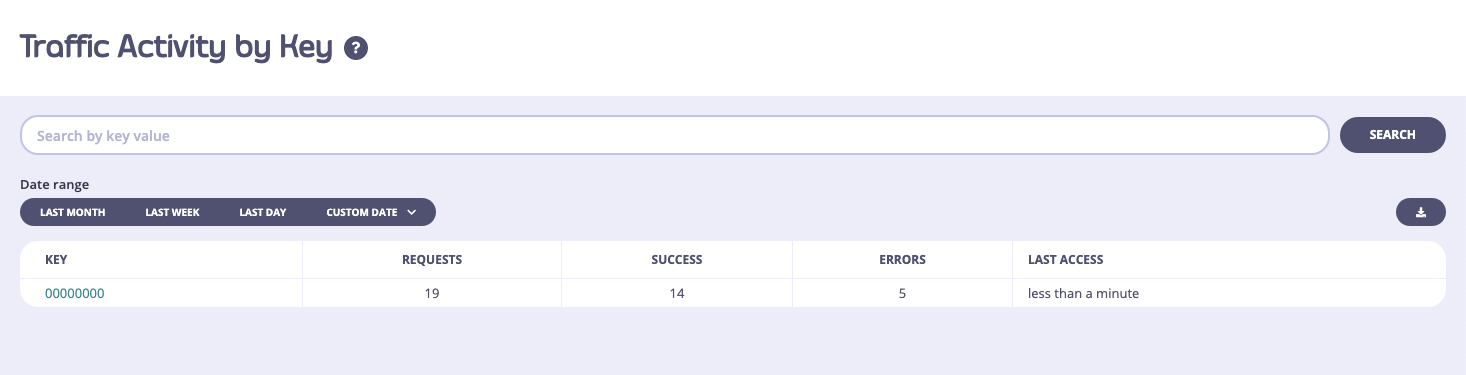 Traffic Activity by Key ?
Search by key value
SEARCH
Date range
LAST MONTH LAST WEEK LAST DAY CUSTOM DATE
KEY REQUESTS SUCCESS ERRORS LAST ACCESS
00000000 19 14 5 less than a minute